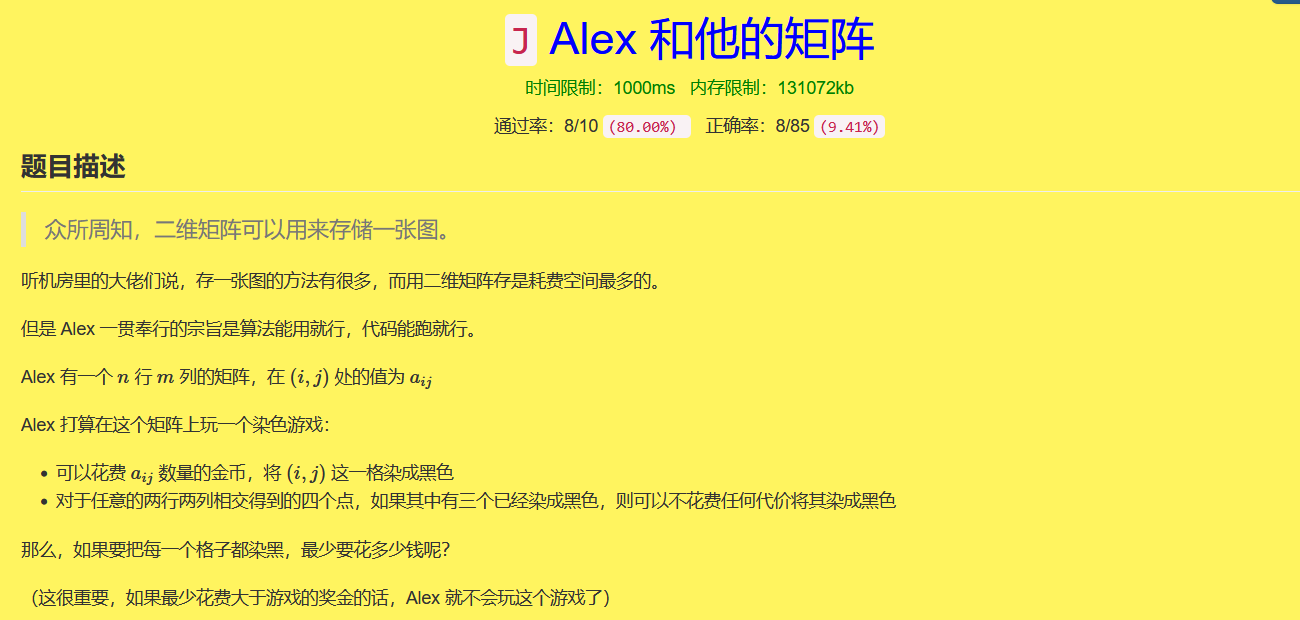 J Alex 和他的矩阵
时间限制：1000ms 内存限制：131072kb
通过率：8/10 (80.00%) 正确率：8/85 (9.41%)
题目描述
众所周知，二维矩阵可以用来存储一张图。
听机房里的大佬们说，存一张图的方法有很多，而用二维矩阵存是耗费空间最多的。
但是 Alex 一贯奉行的宗旨是算法能用就行，代码能跑就行。
Alex 有一个 n 行 m 列的矩阵，在 (i, j) 处的值为 a_{ij}
Alex 打算在这个矩阵上玩一个染色游戏：
• 可以花费 a_{ij} 数量的金币，将 (i, j) 这一格染成黑色
• 对于任意的两行两列相交得到的四个点，如果其中有三个已经染成黑色，则可以不花费任何代价将其染成黑色
那么，如果要把每一个格子都染黑，最少要花多少钱呢？
（这很重要，如果最少花费大于游戏的奖金的话，Alex 就不会玩这个游戏了）